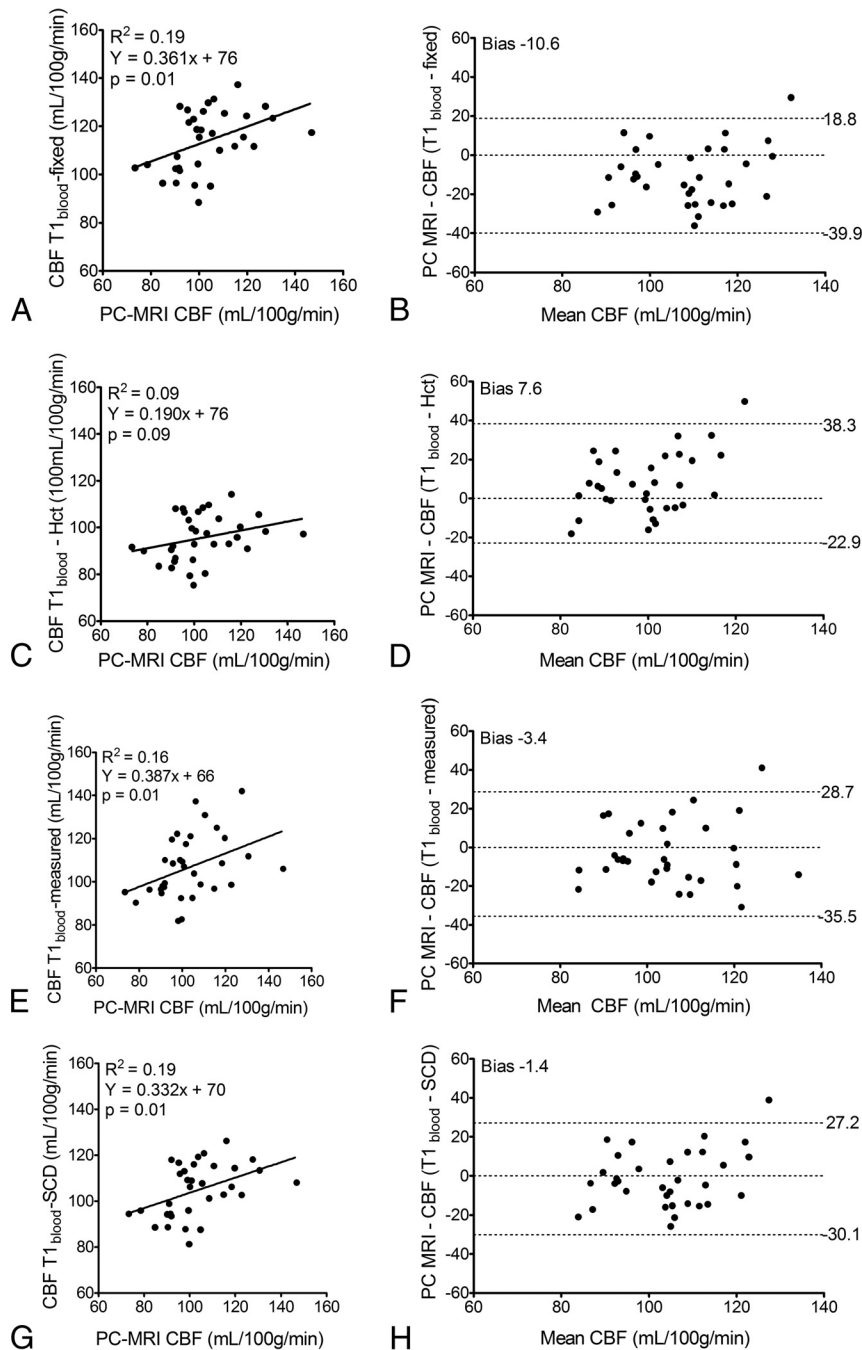 R² = 0.19
Y = 0.361x + 76
p = 0.01
CBF T1blood-fixed (mL/100g/min)
160
140
120
100
80
60
60 80 100 120 140 160
PC-MRI CBF (mL/100g/min)
A
Bias -10.6
PC MRI - CBF (T1 blood - fixed)
60
40
20
0
-20
-40
-60
18.8
-39.9
60 80 100 120 140
Mean CBF (mL/100g/min)
B
R² = 0.09
Y = 0.190x + 76
p = 0.09
CBF T1blood - Hct (100mL/100g/min)
160
140
120
100
80
60
60 80 100 120 140 160
PC-MRI CBF (mL/100g/min)
C
Bias 7.6
PC MRI - CBF (T1 blood - Hct)
60
40
20
0
-20
-40
-60
38.3
-22.9
60 80 100 120 140
Mean CBF (mL/100g/min)
D
R² = 0.16
Y = 0.387x + 66
p = 0.01
CBF T1blood-measured (mL/100g/min)
160
140
120
100
80
60
60 80 100 120 140 160
PC-MRI CBF (mL/100g/min)
E
Bias -3.4
PC MRI - CBF (T1 blood - measured)
60
40
20
0
-20
-40
-60
28.7
-35.5
60 80 100 120 140
Mean CBF (mL/100g/min)
F
R² = 0.19
Y = 0.332x + 70
p = 0.01
CBF T1blood-SCD (mL/100g/min)
160
140
120
100
80
60
60 80 100 120 140 160
PC-MRI CBF (mL/100g/min)
G
Bias -1.4
PC MRI - CBF (T1 blood - SCD)
60
40
20
0
-20
-40
-60
27.2
-30.1
60 80 100 120 140
Mean CBF (mL/100g/min)
H